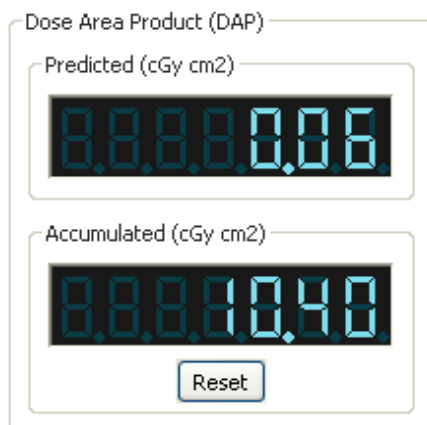 Dose Area Product (DAP)
Predicted (cGy cm2)
0.06
Accumulated (cGy cm2)
10.40
Reset